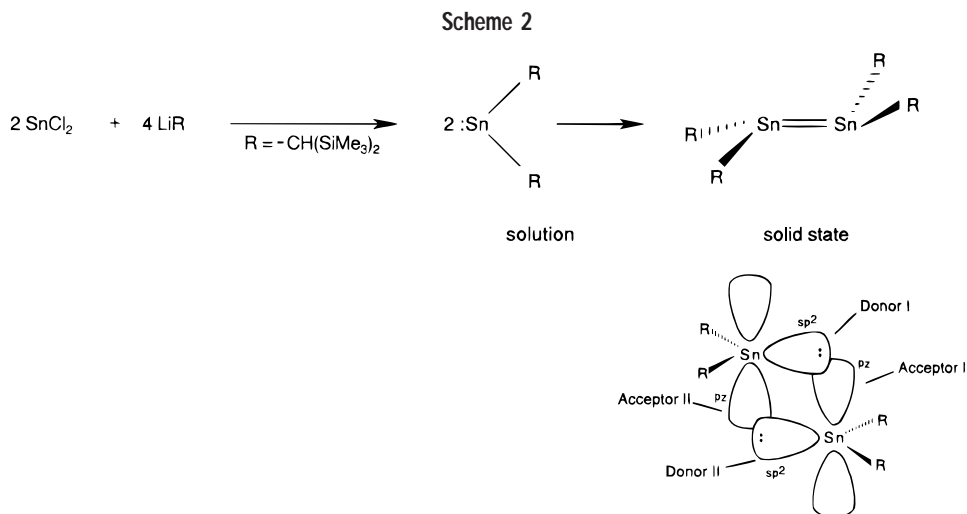 Scheme 2
2 SnCl2 + 4 LiR
R = -CH(SiMe3)2
2 :Sn
R
R
solution
R
R
Sn
Sn
R
R
solid state
Donor I
sp2
R
Sn
:
R
pz
Acceptor I
Acceptor II
pz
:
Sn
R
R
Donor II
sp2